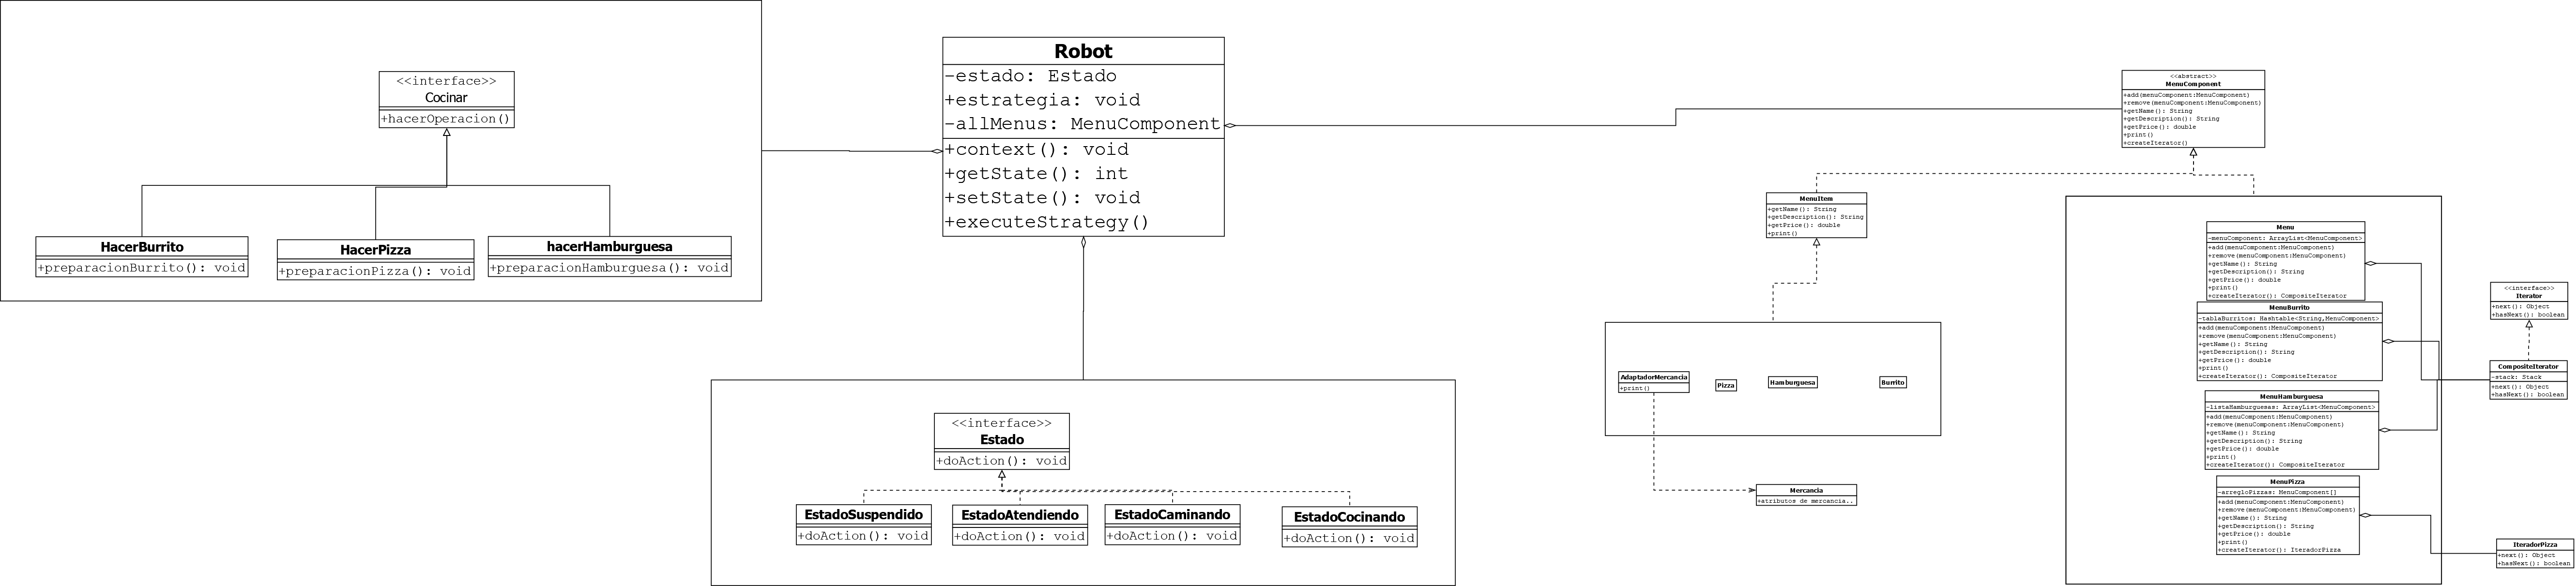 <<interface>>
Cocinar
+hacerOperacion()
HacerBurrito
+preparacionBurrito(): void
HacerPizza
+preparacionPizza(): void
hacerHamburguesa
+preparacionHamburguesa(): void
Robot
-estado: Estado
+estrategia: void
-allMenus: MenuComponent
+context(): void
+getState(): int
+setState(): void
+executeStrategy()
<<interface>>
Estado
+doAction(): void
EstadoSuspendido
+doAction(): void
EstadoAtendiendo
+doAction(): void
EstadoCaminando
+doAction(): void
EstadoCocinando
+doAction(): void
<<abstract>>
MenuComponent
+add(menuComponent:MenuComponent)
+remove(menuComponent:MenuComponent)
+getName(): String
+getDescription(): String
+getPrice(): double
+print()
+createIterator()
MenuItem
+getName(): String
+getDescription(): String
+getPrice(): double
+print()
AdaptadorMercancia
+print()
Pizza
Hamburguesa
Burrito
Mercancia
+atributos de mercancia..
Menu
-menuComponent: ArrayList<MenuComponent>
+add(menuComponent:MenuComponent)
+remove(menuComponent:MenuComponent)
+getName(): String
+getDescription(): String
+getPrice(): double
+print()
+createIterator(): CompositeIterator
MenuBurrito
-tablaBurritos: Hashtable<String,MenuComponent>
+add(menuComponent:MenuComponent)
+remove(menuComponent:MenuComponent)
+getName(): String
+getDescription(): String
+getPrice(): double
+print()
+createIterator(): CompositeIterator
MenuHamburguesa
-listaHamburguesas: ArrayList<MenuComponent>
+add(menuComponent:MenuComponent)
+remove(menuComponent:MenuComponent)
+getName(): String
+getDescription(): String
+getPrice(): double
+print()
+createIterator(): CompositeIterator
MenuPizza
-arregloPizzas: MenuComponent[]
+add(menuComponent:MenuComponent)
+remove(menuComponent:MenuComponent)
+getName(): String
+getDescription(): String
+getPrice(): double
+print()
+createIterator(): IteradorPizza
<<interface>>
Iterator
+next(): Object
+hasNext(): boolean
CompositeIterator
-stack: Stack
+next(): Object
+hasNext(): boolean
IteradorPizza
+next(): Object
+hasNext(): boolean